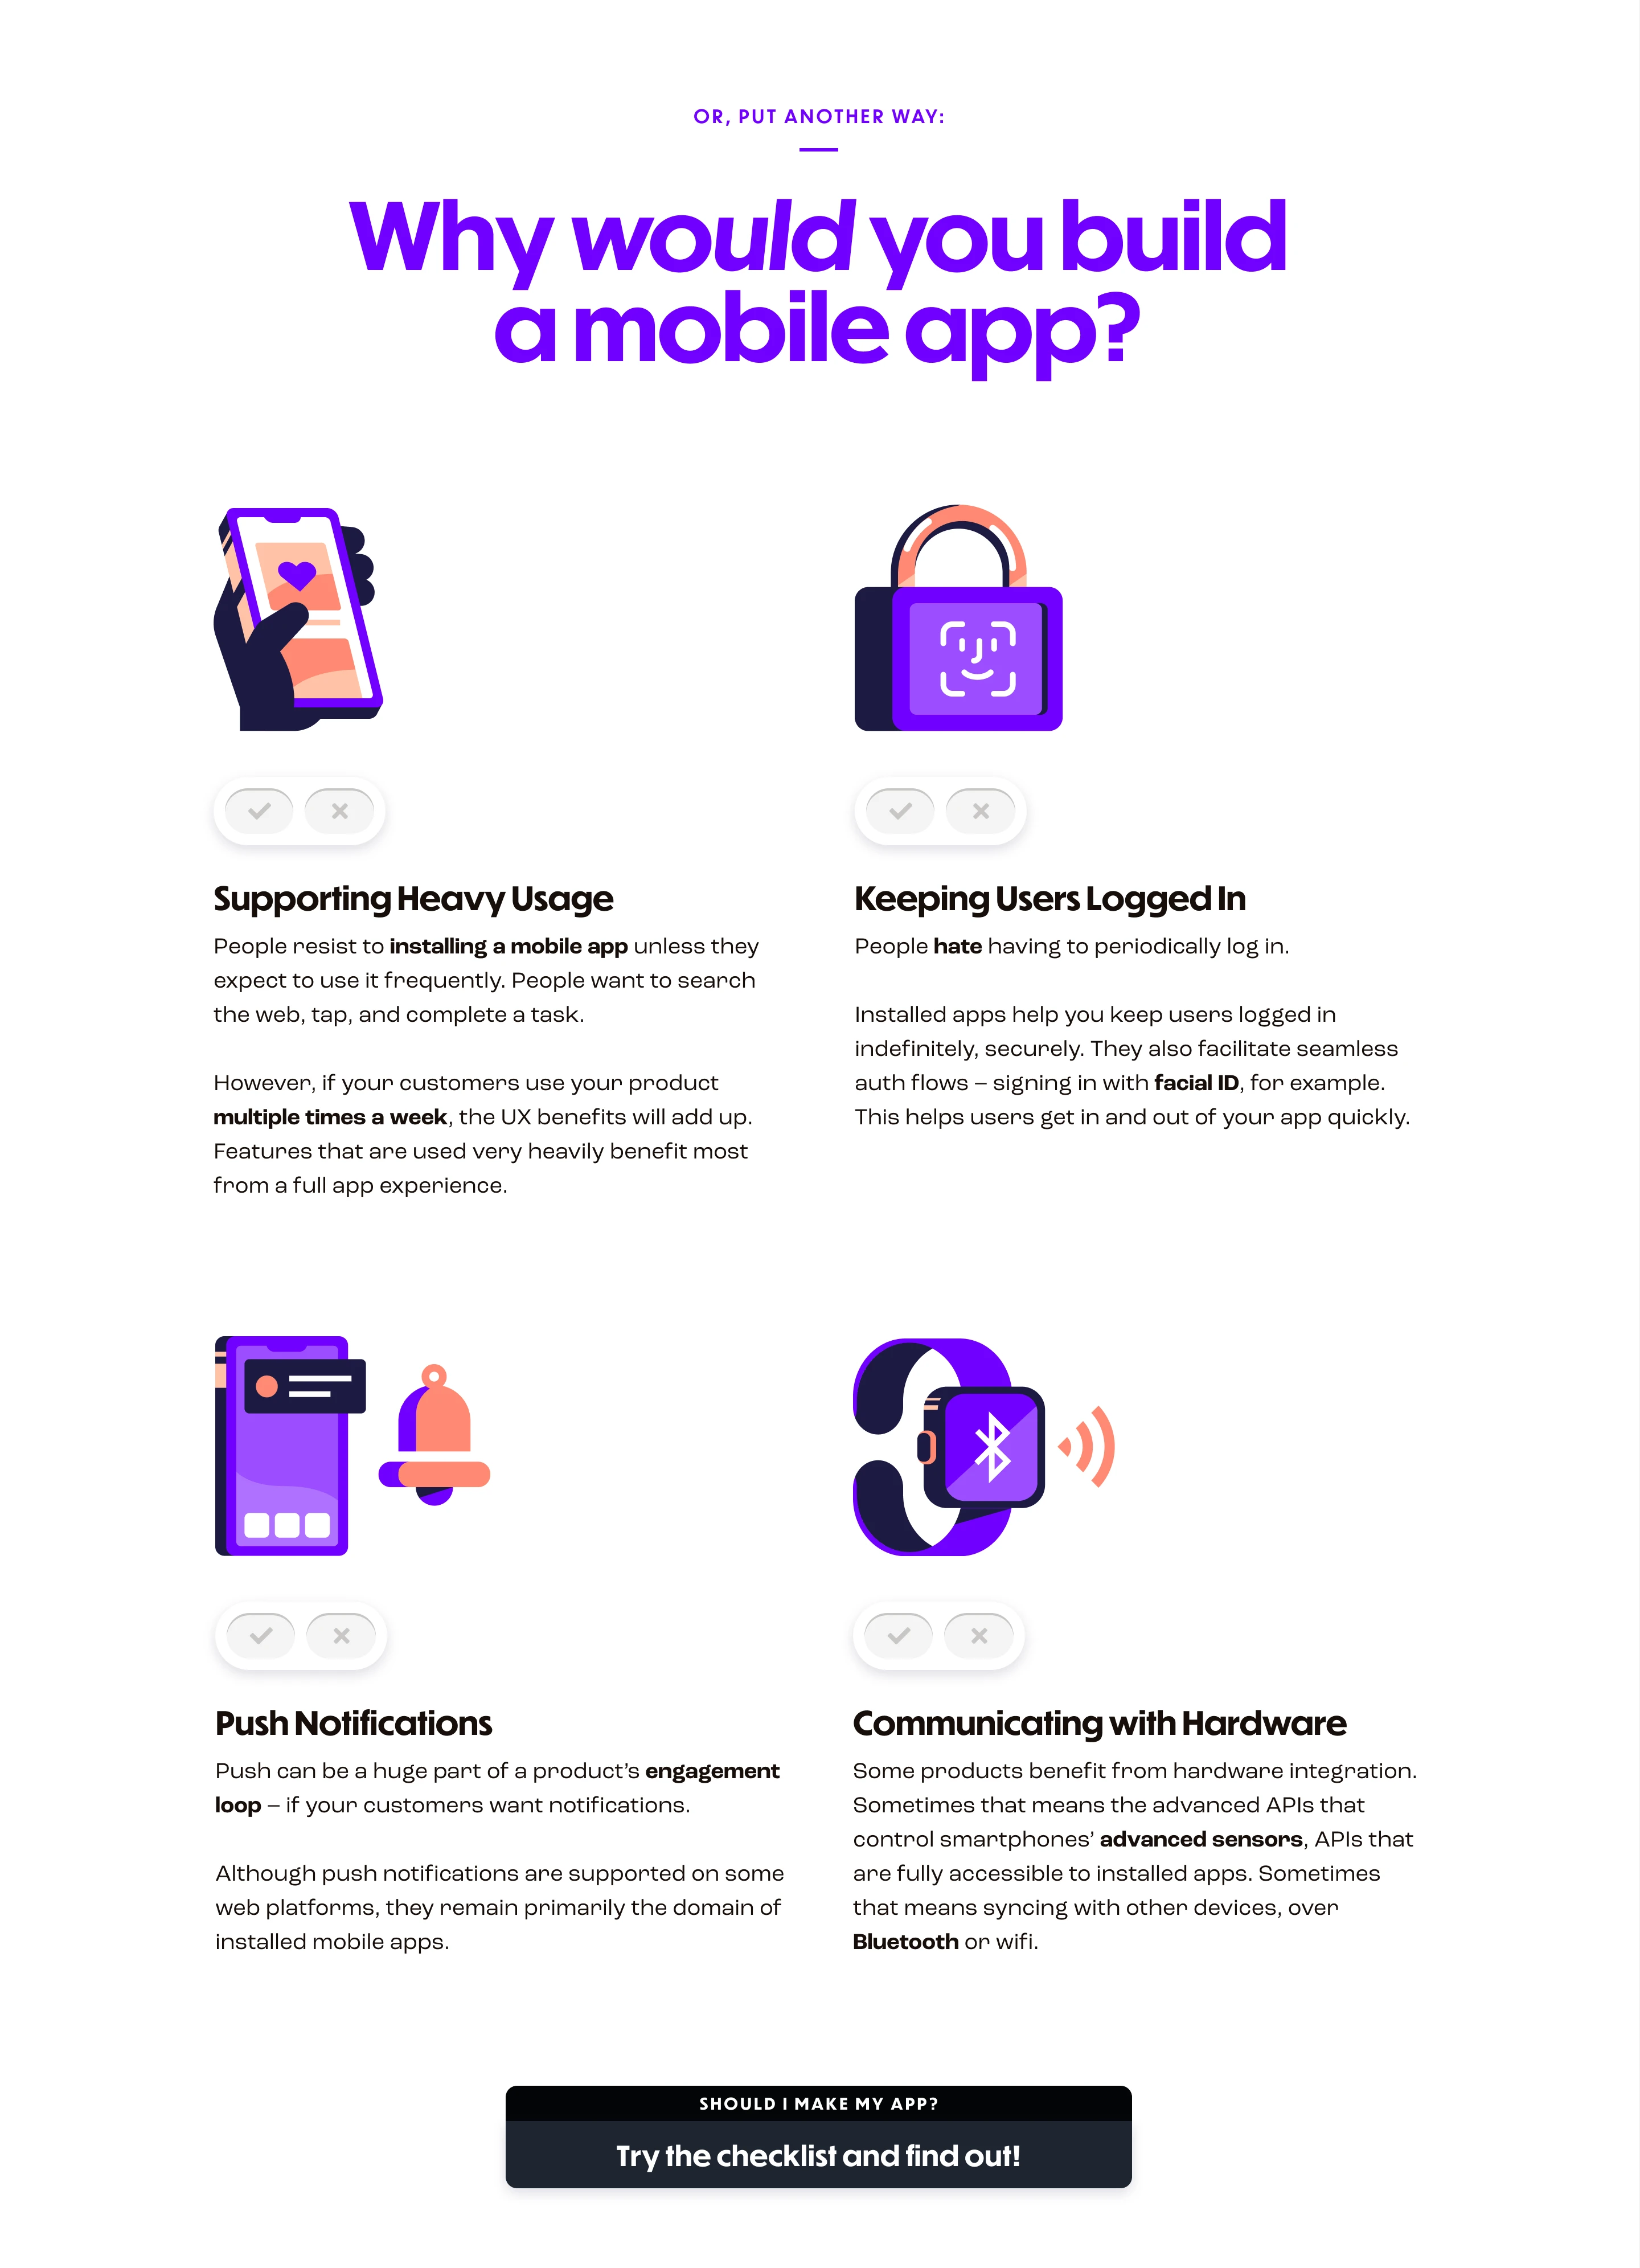 OR, PUT ANOTHER WAY:
Why would you build
a mobile app?
Supporting Heavy Usage
People resist to installing a mobile app unless they
expect to use it frequently. People want to search
the web, tap, and complete a task.
However, if your customers use your product
multiple times a week, the UX benefits will add up.
Features that are used very heavily benefit most
from a full app experience.
Keeping Users Logged In
People hate having to periodically log in.
Installed apps help you keep users logged in
indefinitely, securely. They also facilitate seamless
auth flows – signing in with facial ID, for example.
This helps users get in and out of your app quickly.
Push Notifications
Push can be a huge part of a product’s engagement
loop – if your customers want notifications.
Although push notifications are supported on some
web platforms, they remain primarily the domain of
installed mobile apps.
Communicating with Hardware
Some products benefit from hardware integration.
Sometimes that means the advanced APIs that
control smartphones’ advanced sensors, APIs that
are fully accessible to installed apps. Sometimes
that means syncing with other devices, over
Bluetooth or wifi.
SHOULD I MAKE MY APP?
Try the checklist and find out!